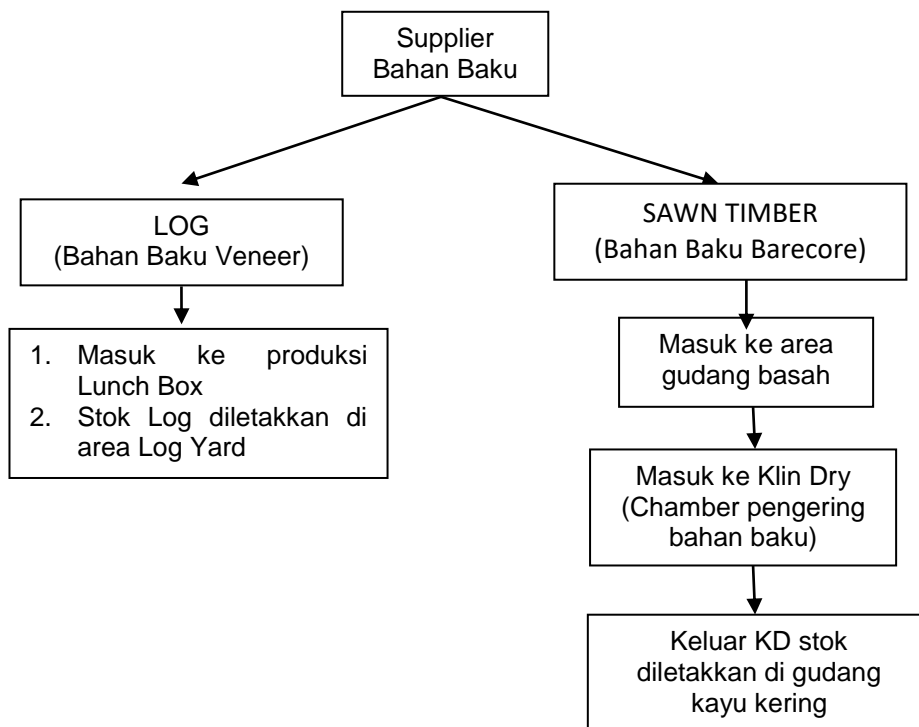 Supplier
Bahan Baku
LOG
(Bahan Baku Veneer)
SAWN TIMBER
(Bahan Baku Barecore)
1. Masuk ke produksi
Lunch Box
2. Stok Log diletakkan di
area Log Yard
Masuk ke area
gudang basah
Masuk ke Klin Dry
(Chamber pengering
bahan baku)
Keluar KD stok
diletakkan di gudang
kayu kering